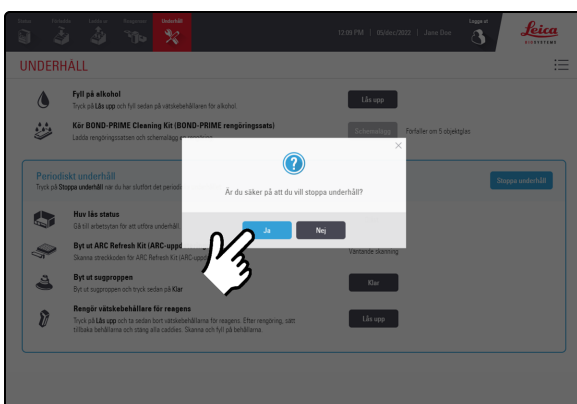 Status Förbehållare Underhåll Logga ut
12:09 PM | 05/dec/2022 | Jane Doe
Leica
BIOSYSTEMS
UNDERHÅLL
Fyll på alkohol
Tryck på Lås upp och fyll sedan på vätskebehållaren för alkohol.
Lås upp
Kör BOND-PRIME Cleaning Kit (BOND-PRIME rengöringssats)
Ladda rengöringssatsen och schemalägg en rengöring
Schemalägg
Förfaller om 5 objektglas
Är du säker på att du vill stoppa underhåll?
Ja
Nej
Periodiskt underhåll
Tryck på Stoppa underhåll när du har slutfört det periodiska
Stoppa underhåll
Huv lås status
Gå till arbetsytan för att utföra underhåll
Byt ut ARC Refresh Kit (ARC-uppd
Skanna streckkoden för ARC Refresh Kit (ARC-uppd
Väntande skanning
Byt ut sugproppen
Byt ut sugproppen och tryck sedan på Klar
Klar
Rengör vätskebehållare för reagens
Tryck på Lås upp och ta sedan bort vätskebehållarna för reagens. Efter rengöring, sätt
tillbaka behållarna och stäng alla caddies. Skanna och fyll på behållarna.
Lås upp